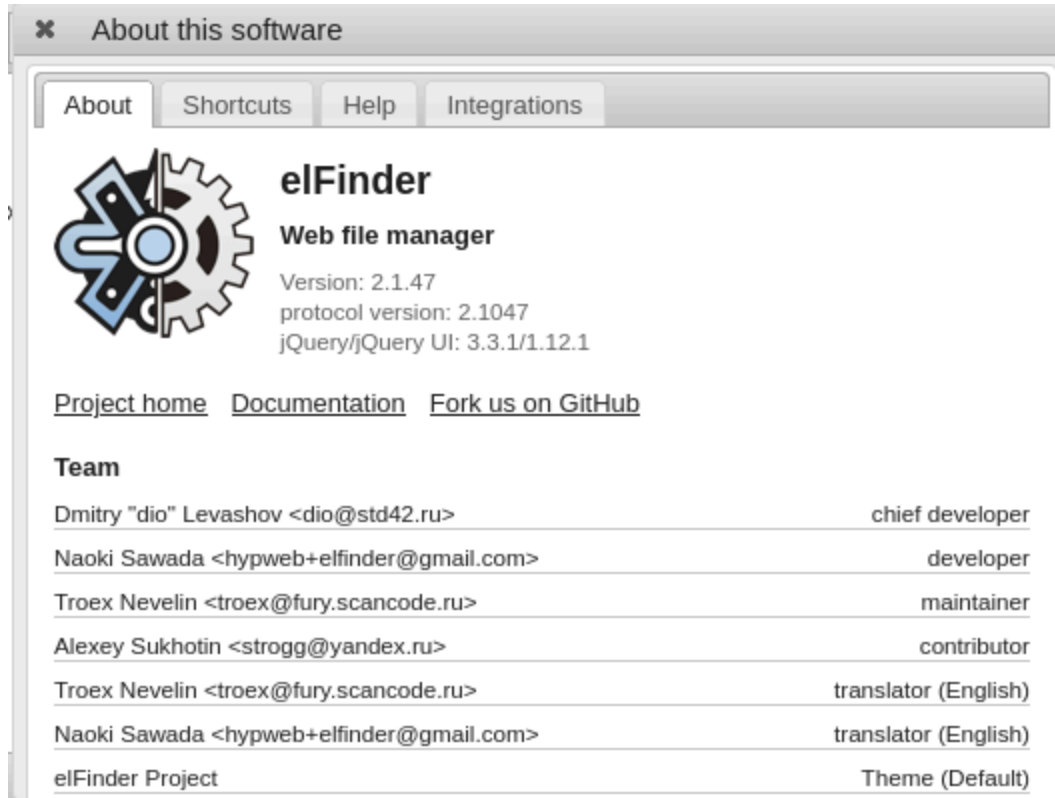 About this software
About Shortcuts Help Integrations
elFinder
Web file manager
Version: 2.1.47
protocol version: 2.1047
jQuery/jQuery UI: 3.3.1/1.12.1
Project home Documentation Fork us on GitHub
Team
Dmitry "dio" Levashov <dio@std42.ru> chief developer
Naoki Sawada <hypweb+elfinder@gmail.com> developer
Troex Nevelin <troex@fury.scancode.ru> maintainer
Alexey Sukhotin <strogg@yandex.ru> contributor
Troex Nevelin <troex@fury.scancode.ru> translator (English)
Naoki Sawada <hypweb+elfinder@gmail.com> translator (English)
elFinder Project Theme (Default)